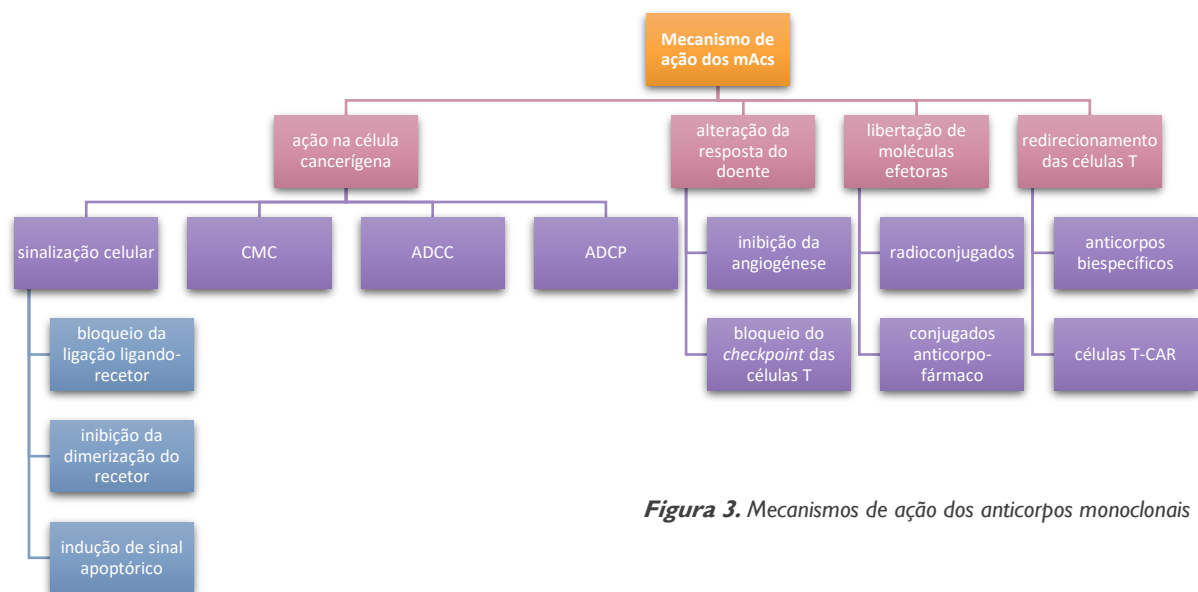 Mecanismo de
ação dos mAcs
ação na célula
cancerígena
alteração da
resposta do
doente
libertação de
moléculas
efetoras
redirecionamento
das células T
sinalização celular
CMC
ADCC
ADCP
inibição da
angiogénese
radioconjugados
anticorpos
biespecíficos
bloqueio da
ligação ligando-
recetor
bloqueio do
checkpoint das
células T
conjugados
anticorpo-
fármaco
células T-CAR
inibição da
dimerização do
recetor
indução de sinal
apoptórico
Figura 3. Mecanismos de ação dos anticorpos monoclonais